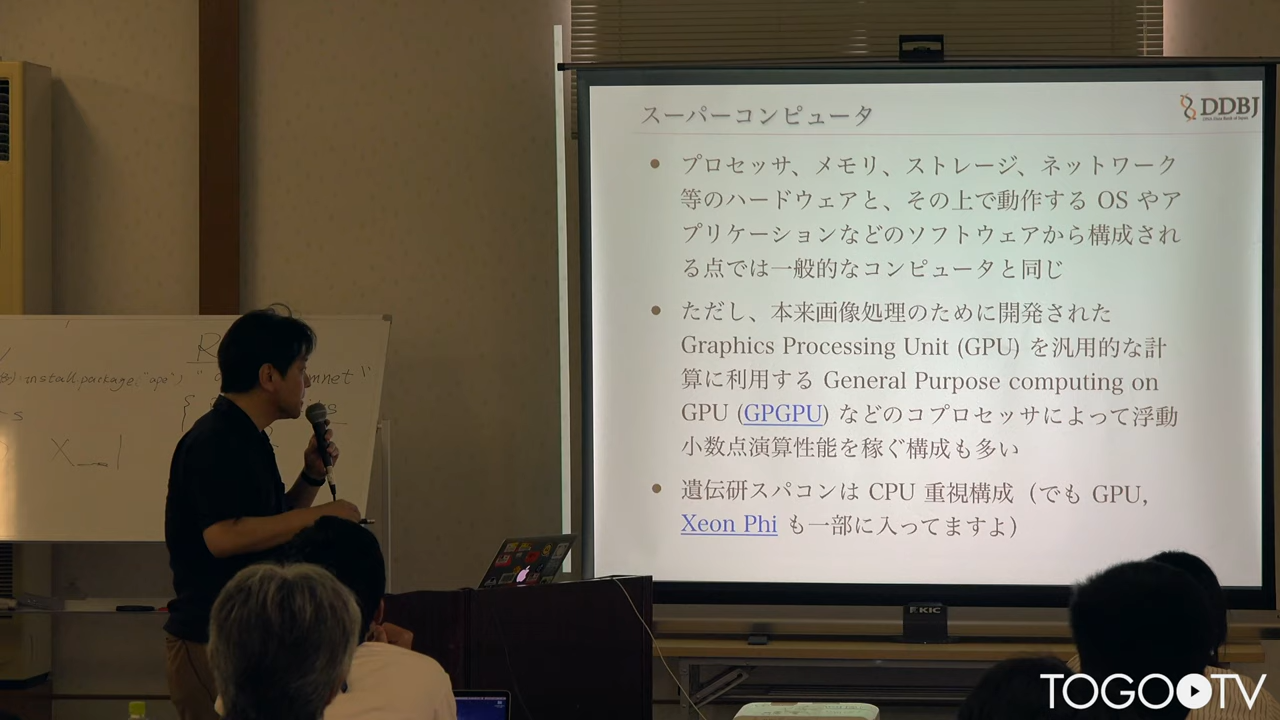 スーパーコンピュータ
DDBJ
プロセッサ、メモリ、ストレージ、ネットワーク
等のハードウェアと、その上で動作する OS やア
プリケーションなどのソフトウェアから構成され
る点では一般的なコンピュータと同じ
ただし、本来画像処理のために開発された
Graphics Processing Unit (GPU) を汎用的な計
算に利用する General Purpose computing on
GPU (GPGPU) などのコプロセッサによって浮動
小数点演算性能を稼ぐ構成も多い
遺伝研スパコンは CPU 重視構成（でも GPU,
Xeon Phi も一部に入ってますよ）
R
install.package("ape")
X_1
KIC
TOGO TV